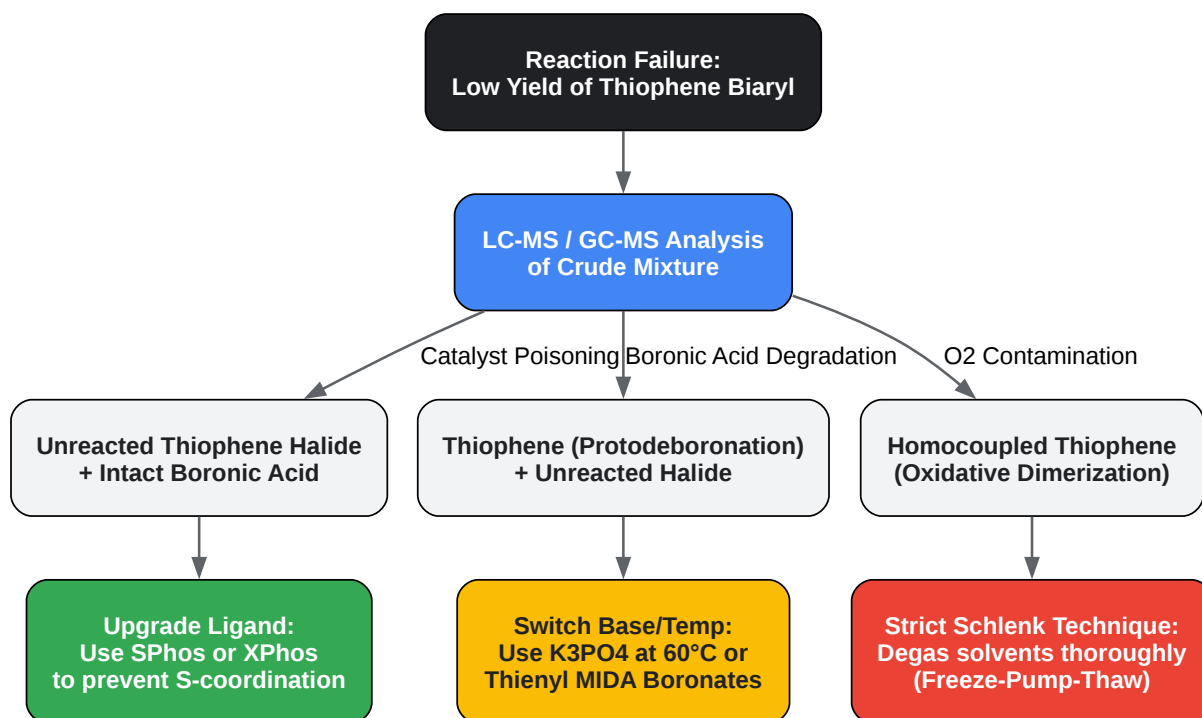 Reaction Failure:
Low Yield of Thiophene Biaryl
LC-MS / GC-MS Analysis
of Crude Mixture
Catalyst Poisoning
Boronic Acid Degradation
O2 Contamination
Unreacted Thiophene Halide
+ Intact Boronic Acid
Thiophene (Protodeboronation)
+ Unreacted Halide
Homocoupled Thiophene
(Oxidative Dimerization)
Upgrade Ligand:
Use SPhos or XPhos
to prevent S-coordination
Switch Base/Temp:
Use K3PO4 at 60°C or
Thienyl MIDA Boronates
Strict Schlenk Technique:
Degas solvents thoroughly
(Freeze-Pump-Thaw)